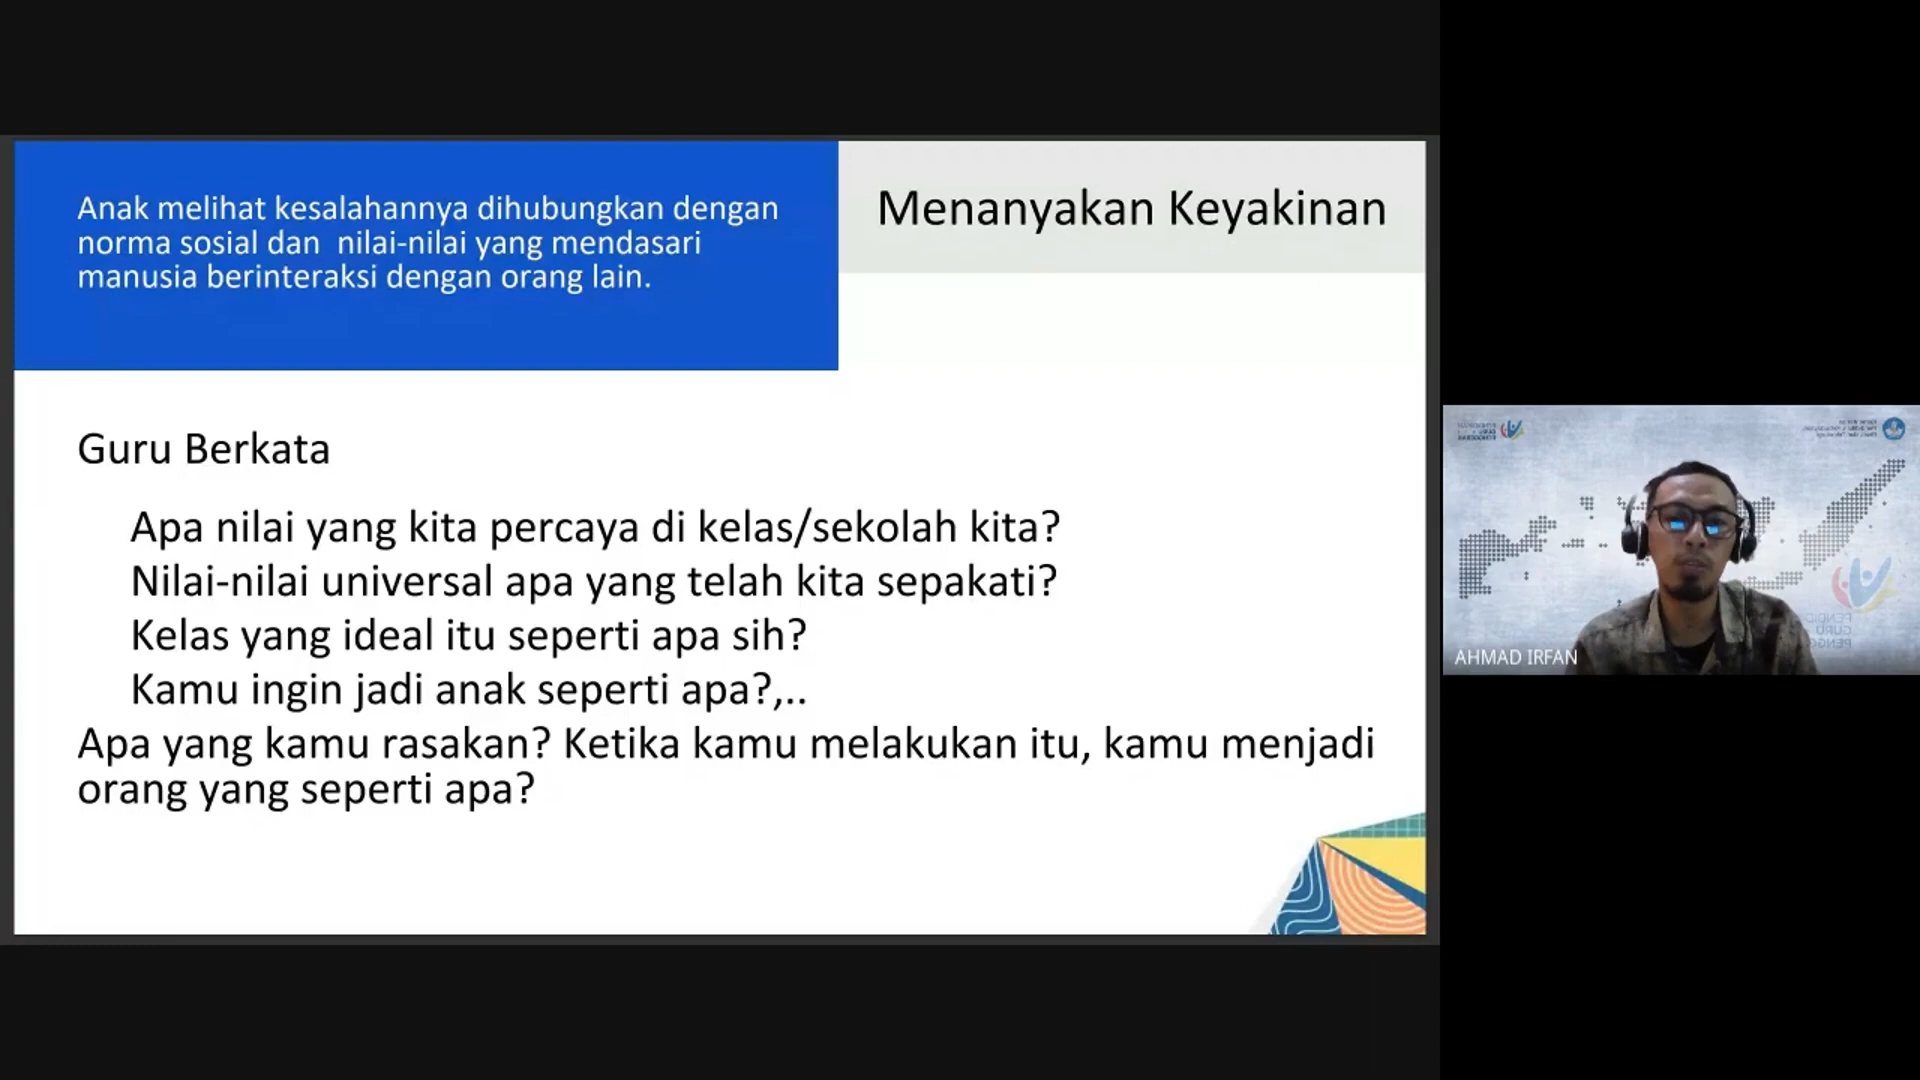 Anak melihat kesalahannya dihubungkan dengan
norma sosial dan  nilai-nilai yang mendasari
manusia berinteraksi dengan orang lain.
Menanyakan Keyakinan
Guru Berkata
Apa nilai yang kita percaya di kelas/sekolah kita?
Nilai-nilai universal apa yang telah kita sepakati?
Kelas yang ideal itu seperti apa sih?
Kamu ingin jadi anak seperti apa?,..
Apa yang kamu rasakan? Ketika kamu melakukan itu, kamu menjadi
orang yang seperti apa?
AHMAD IRFAN